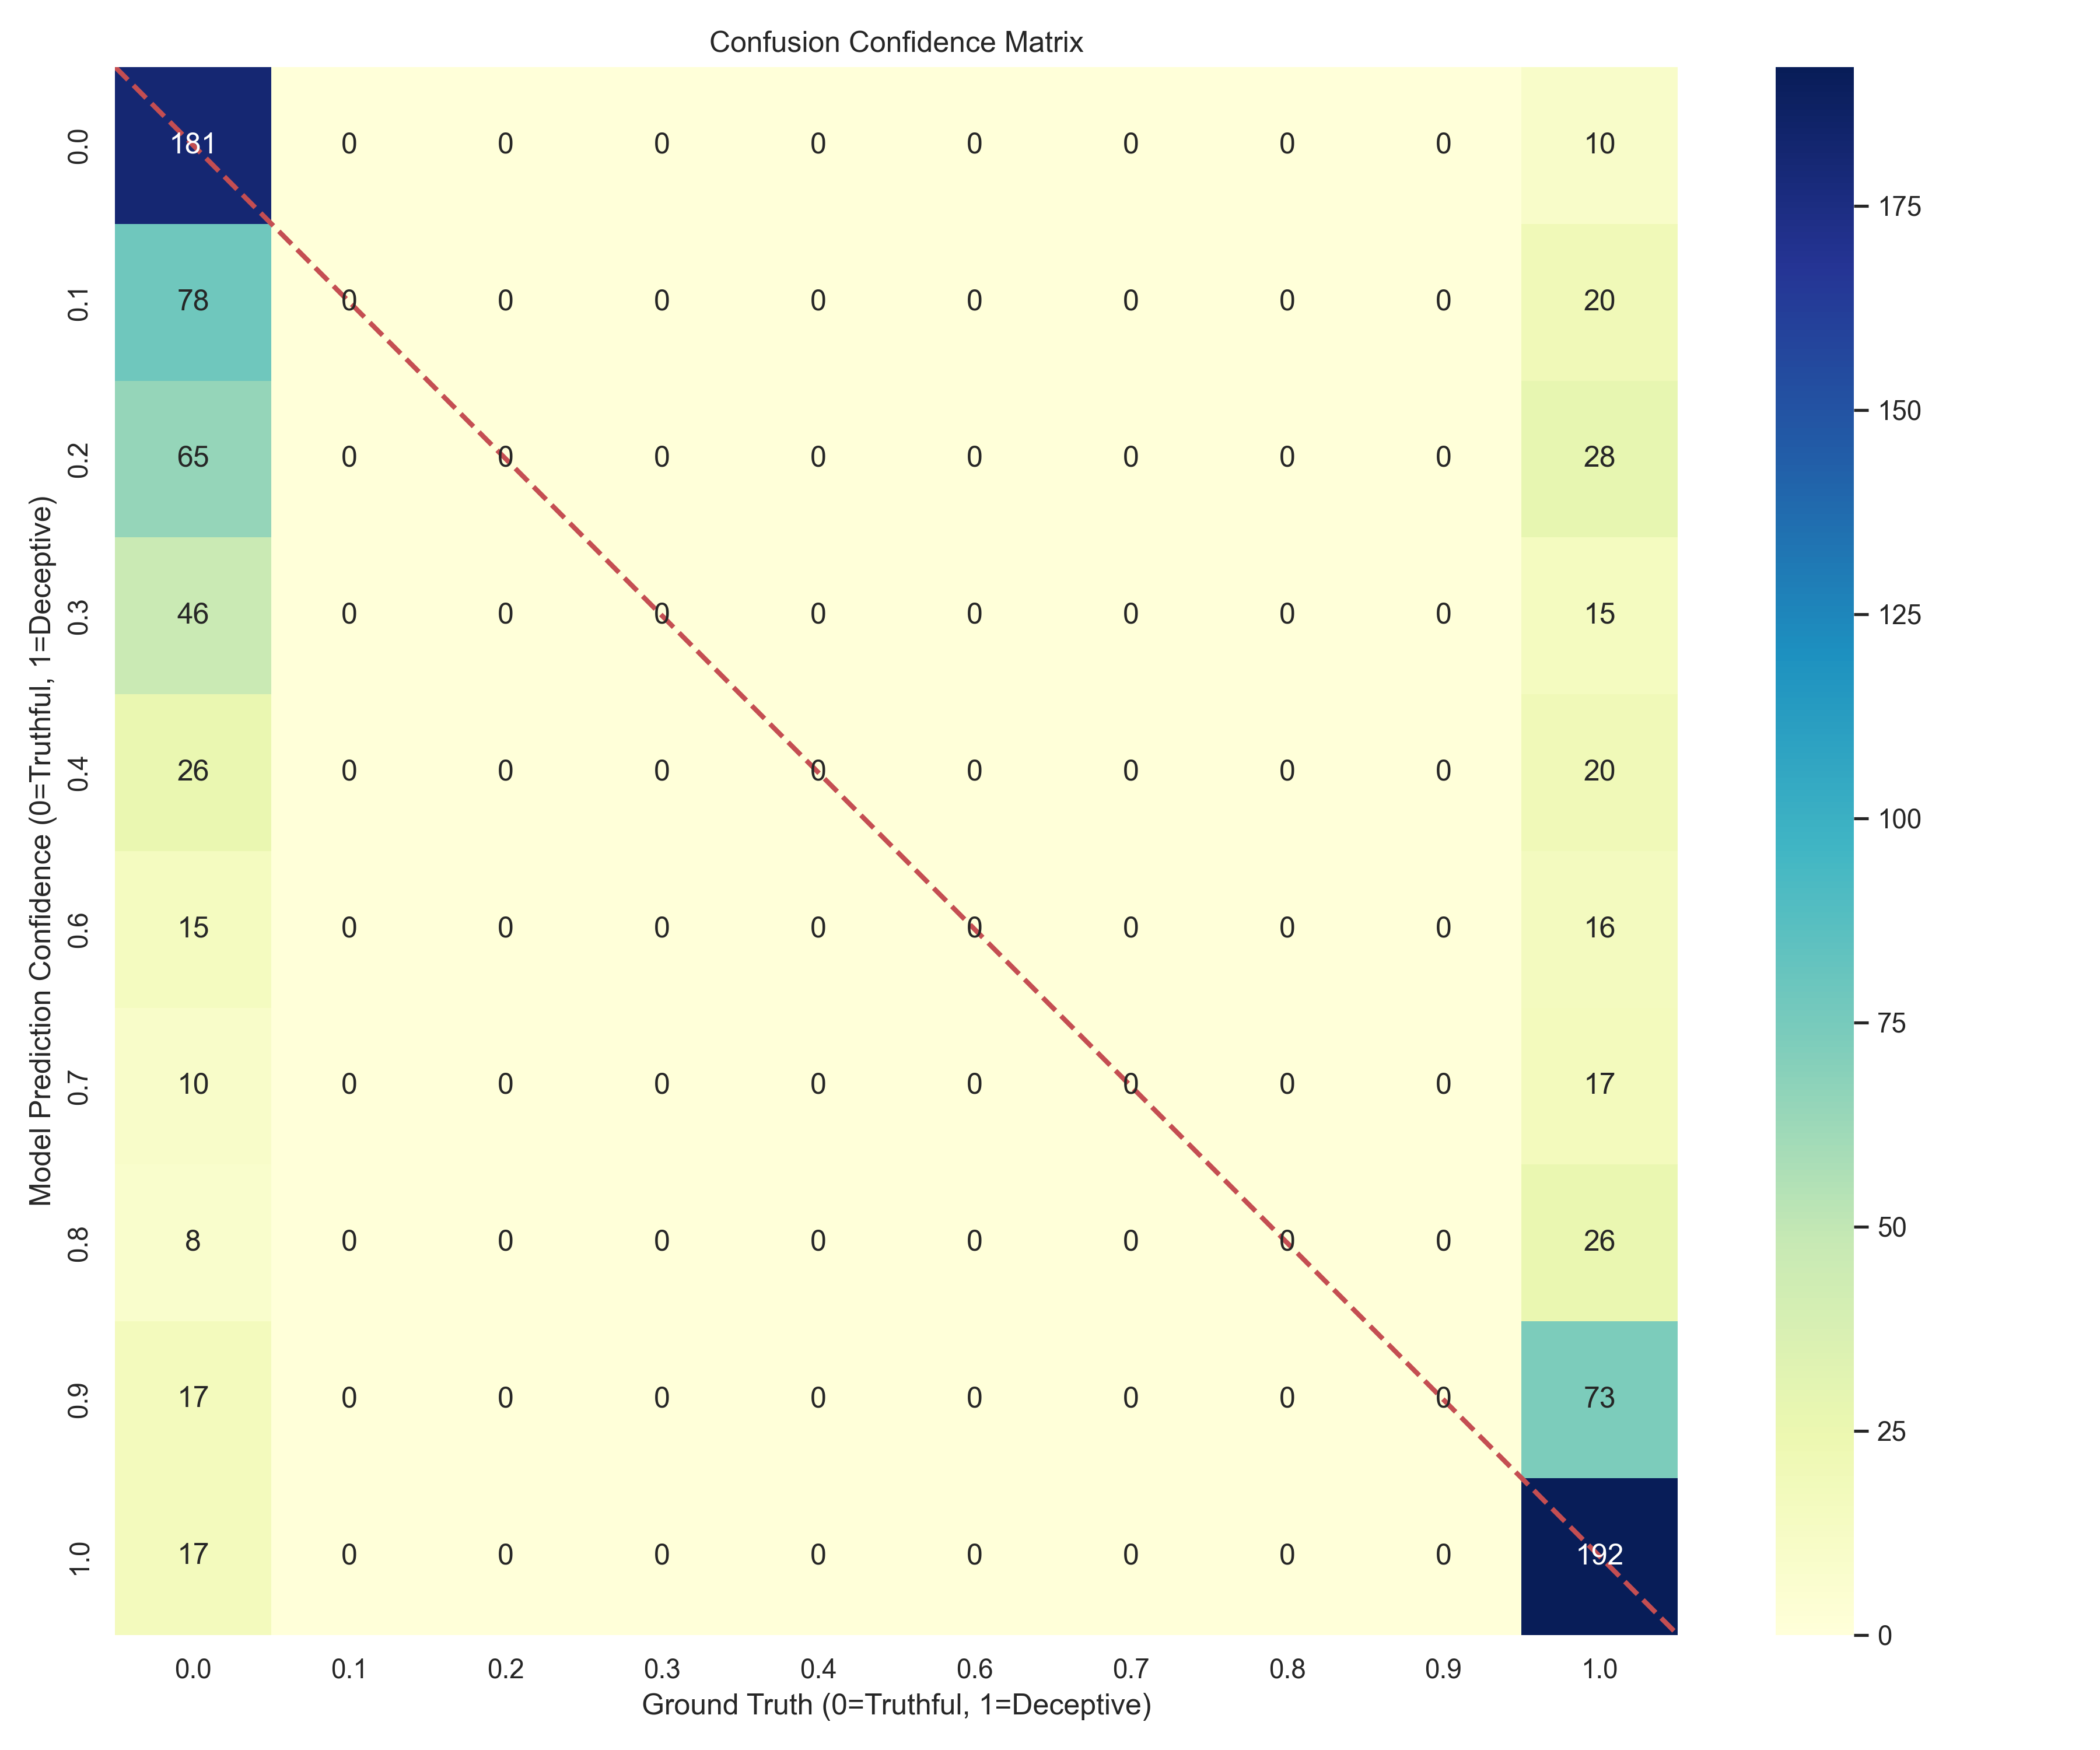 Confusion Confidence Matrix
Model Prediction Confidence (0=Truthful, 1=Deceptive)
0.0 181 0 0 0 0 0 0 0 0 10
0.1 78 0 0 0 0 0 0 0 0 20
0.2 65 0 0 0 0 0 0 0 0 28
0.3 46 0 0 0 0 0 0 0 0 15
0.4 26 0 0 0 0 0 0 0 0 20
0.6 15 0 0 0 0 0 0 0 0 16
0.7 10 0 0 0 0 0 0 0 0 17
0.8 8 0 0 0 0 0 0 0 0 26
0.9 17 0 0 0 0 0 0 0 0 73
1.0 17 0 0 0 0 0 0 0 0 192
0.0 0.1 0.2 0.3 0.4 0.6 0.7 0.8 0.9 1.0
Ground Truth (0=Truthful, 1=Deceptive)
175
150
125
100
75
50
25
0